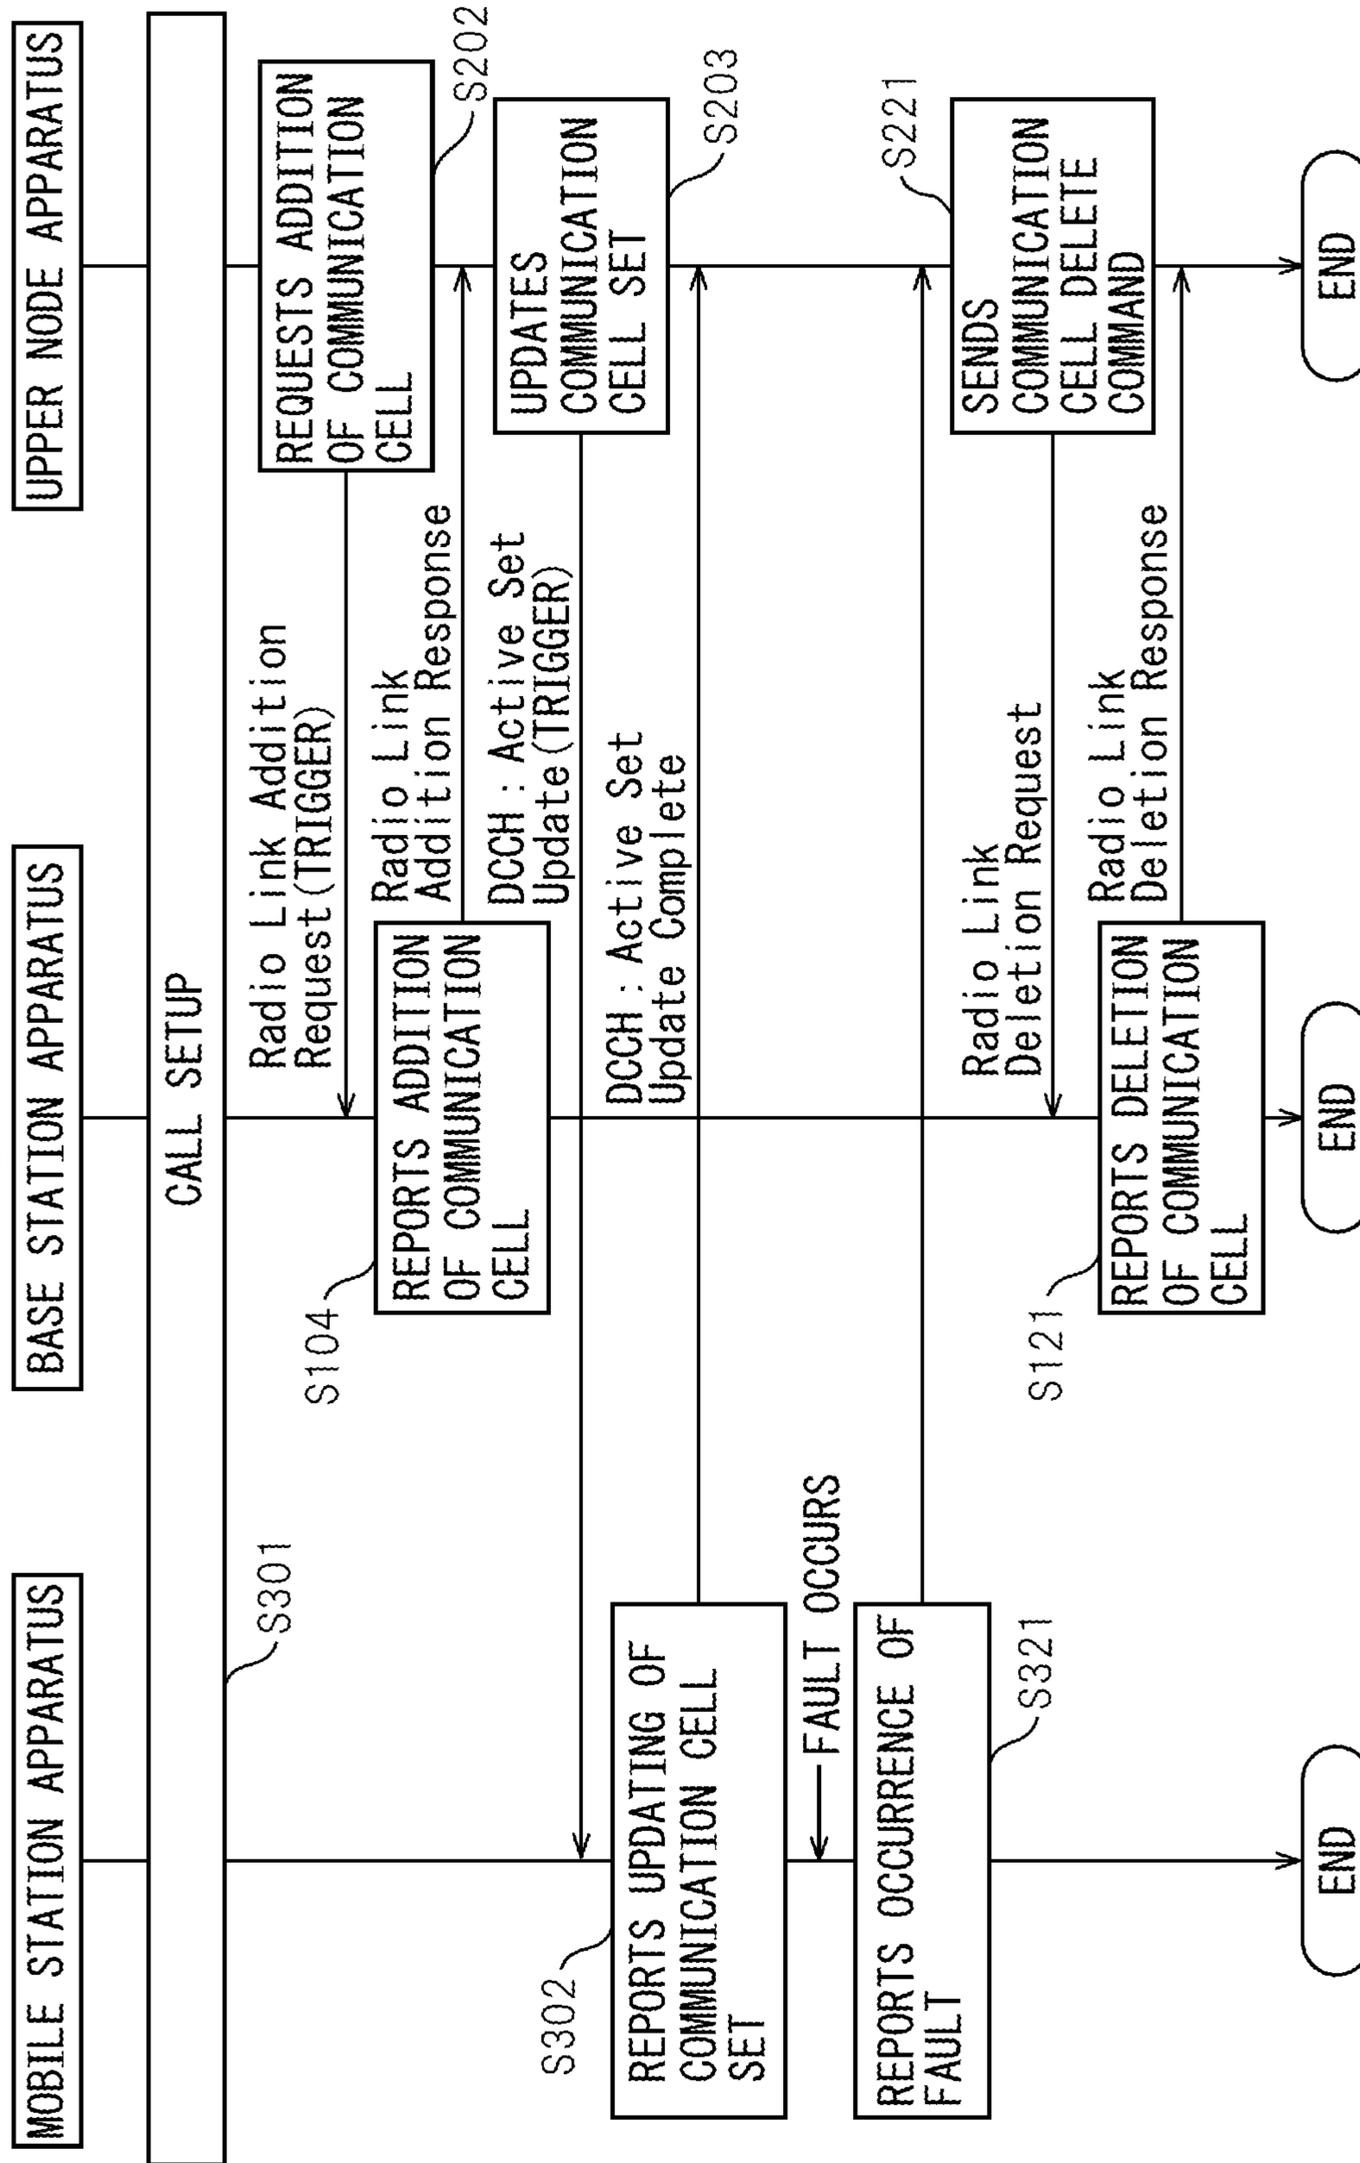 MOBILE STATION APPARATUS
BASE STATION APPARATUS
UPPER NODE APPARATUS
CALL SETUP
S301
REQUESTS ADDITION
OF COMMUNICATION
CELL
S202
Radio Link Addition
Request(TRIGGER)
S104
REPORTS ADDITION
OF COMMUNICATION
CELL
Radio Link
Addition Response
UPDATES
COMMUNICATION
CELL SET
S203
DCCH:Active Set
Update(TRIGGER)
S302
REPORTS UPDATING OF
COMMUNICATION CELL
SET
DCCH:Active Set
Update Complete
FAULT OCCURS
REPORTS OCCURRENCE OF
FAULT
S321
S221
SENDS
COMMUNICATION
CELL DELETE
COMMAND
Radio Link
Deletion Request
S121
REPORTS DELETION
OF COMMUNICATION
CELL
Radio Link
Deletion Response
END
END
END